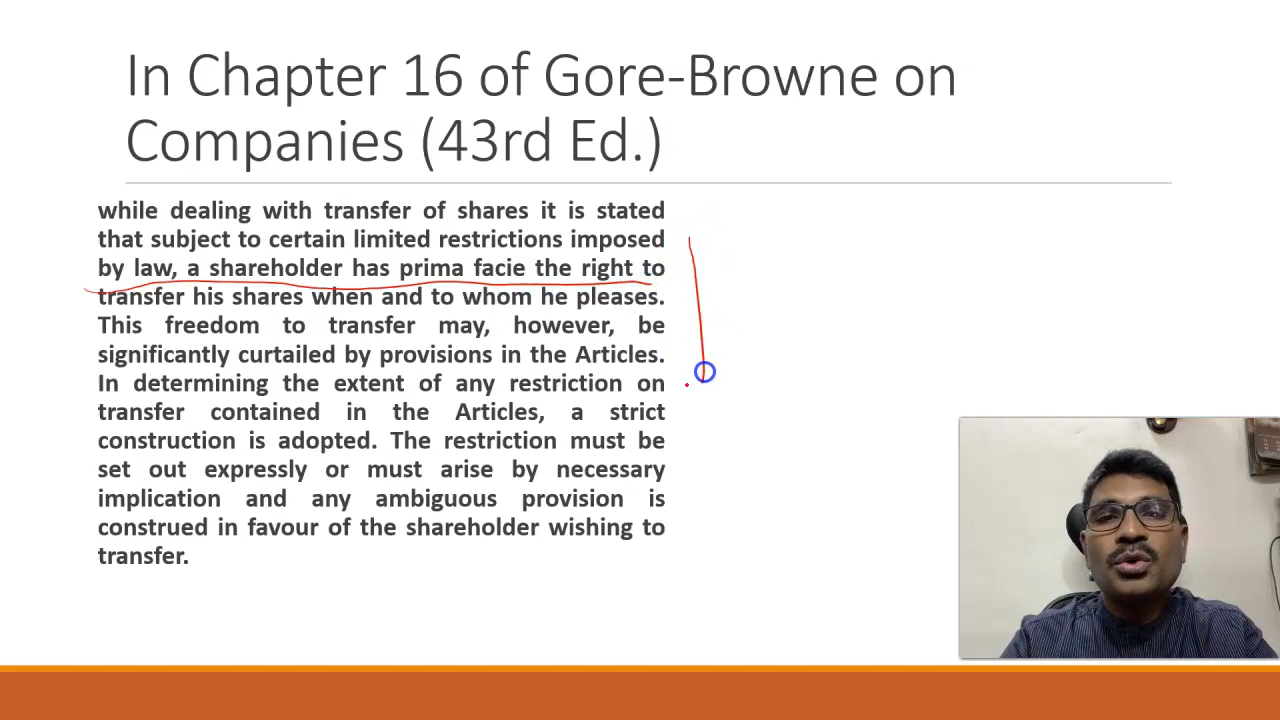 In Chapter 16 of Gore-Browne on
Companies (43rd Ed.)
while dealing with transfer of shares it is stated
that subject to certain limited restrictions imposed
by law, a shareholder has prima facie the right to
transfer his shares when and to whom he pleases.
This freedom to transfer may, however, be
significantly curtailed by provisions in the Articles.
In determining the extent of any restriction on
transfer contained in the Articles, a strict
construction is adopted. The restriction must be
set out expressly or must arise by necessary
implication and any ambiguous provision is
construed in favour of the shareholder wishing to
transfer.